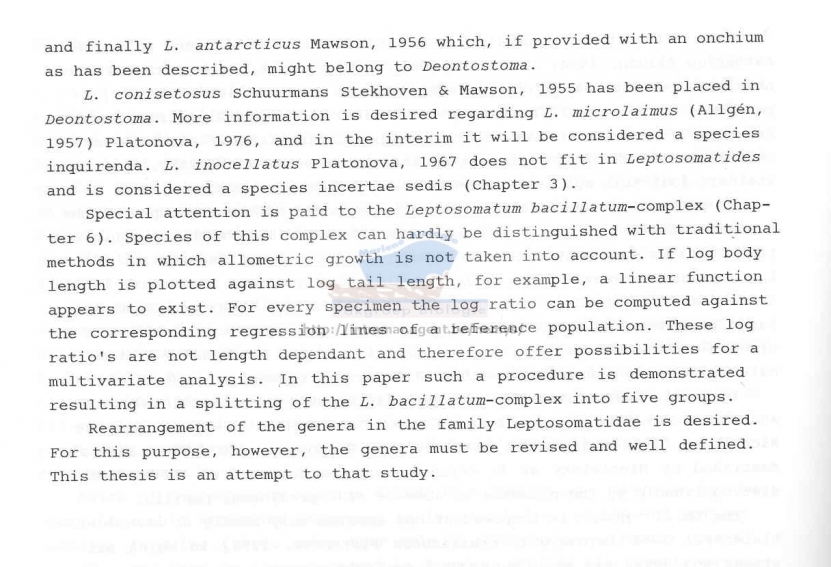 and finally L. antarcticus Mawson, 1956 which, if provided with an onchium
as has been described, might belong to Deontostoma.
L. conisetosus Schuurmans Stekhoven & Mawson, 1955 has been placed in
Deontostoma. More information is desired regarding L. microlaimus (Allgén,
1957) Platonova, 1976, and in the interim it will be considered a species
inquirenda. L. inocellatus Platonova, 1967 does not fit in Leptosomatides
and is considered a species incertae sedis (Chapter 3).
Special attention is paid to the Leptosomatum bacillatum-complex (Chap-
ter 6). Species of this complex can hardly be distinguished with traditional
methods in which allometric growth is not taken into account. If log body
length is plotted against log tail length, for example, a linear function
appears to exist. For every specimen the log ratio can be computed against
the corresponding regression lines of a reference population. These log
ratio's are not length dependant and therefore offer possibilities for a
multivariate analysis. In this paper such a procedure is demonstrated
resulting in a splitting of the L. bacillatum-complex into five groups.
Rearrangement of the genera in the family Leptosomatidae is desired.
For this purpose, however, the genera must be revised and well defined.
This thesis is an attempt to that study.